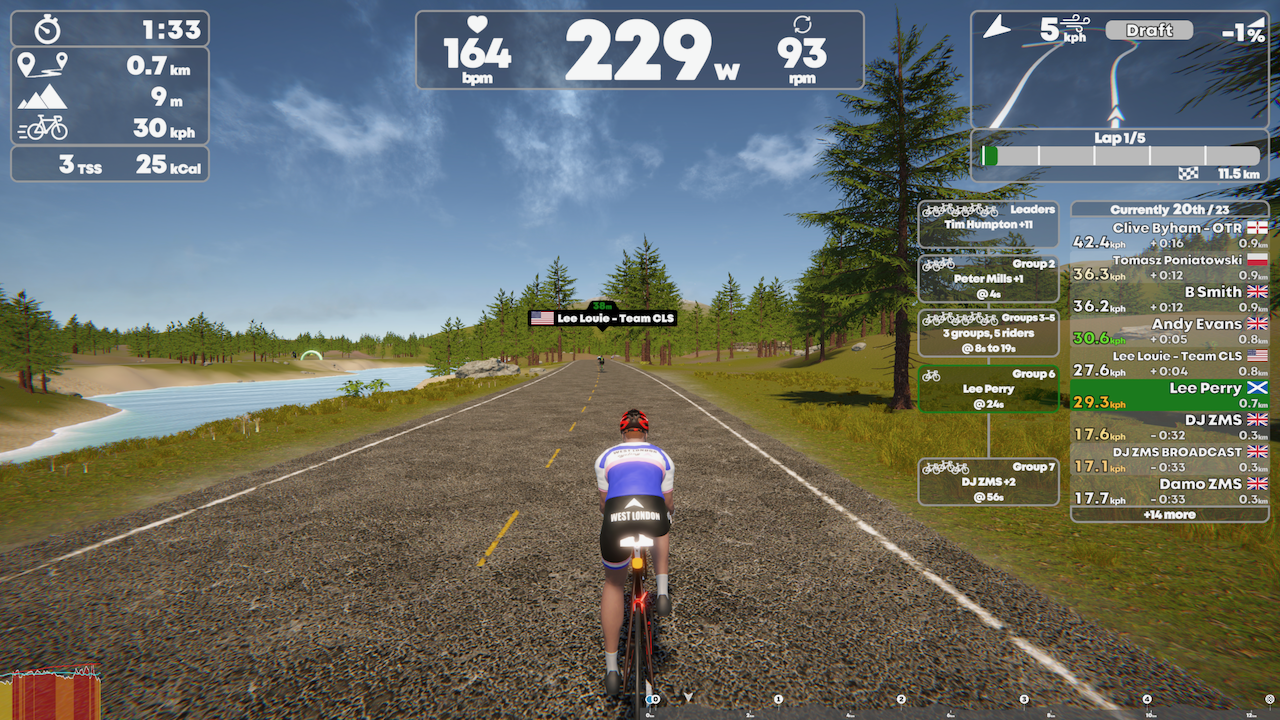 1:33
0.7 km
9 m
30 kph
3 TSS 25 kCal
164 bpm
229 w
93 rpm
5 kph Draft -1%
Lap 1/5
11.5 km
Leaders
Tim Humpton +11
Group 2
Peter Mills +1
@ 4s
Groups 3-5
3 groups, 5 riders
@ 8s to 19s
Group 6
Lee Perry
@ 24s
Group 7
DJ ZMS +2
@ 56s
Currently 20th / 23
Clive Byham - OTR
42.4 kph +0:16 0.9 km
Tomasz Poniatowski
36.3 kph +0:12 0.9 km
B Smith
36.2 kph +0:12 0.9 km
Andy Evans
30.6 kph +0:05 0.8 km
Lee Louie - Team CLS
27.6 kph +0:04 0.8 km
Lee Perry
29.3 kph 0.7 km
DJ ZMS
17.6 kph -0:32 0.3 km
DJ ZMS BROADCAST
17.1 kph -0:33 0.3 km
Damo ZMS
17.7 kph -0:33 0.3 km
+14 more
38m
Lee Louie - Team CLS
WEST LONDON
WEST LONDON
0 1 2 3 4